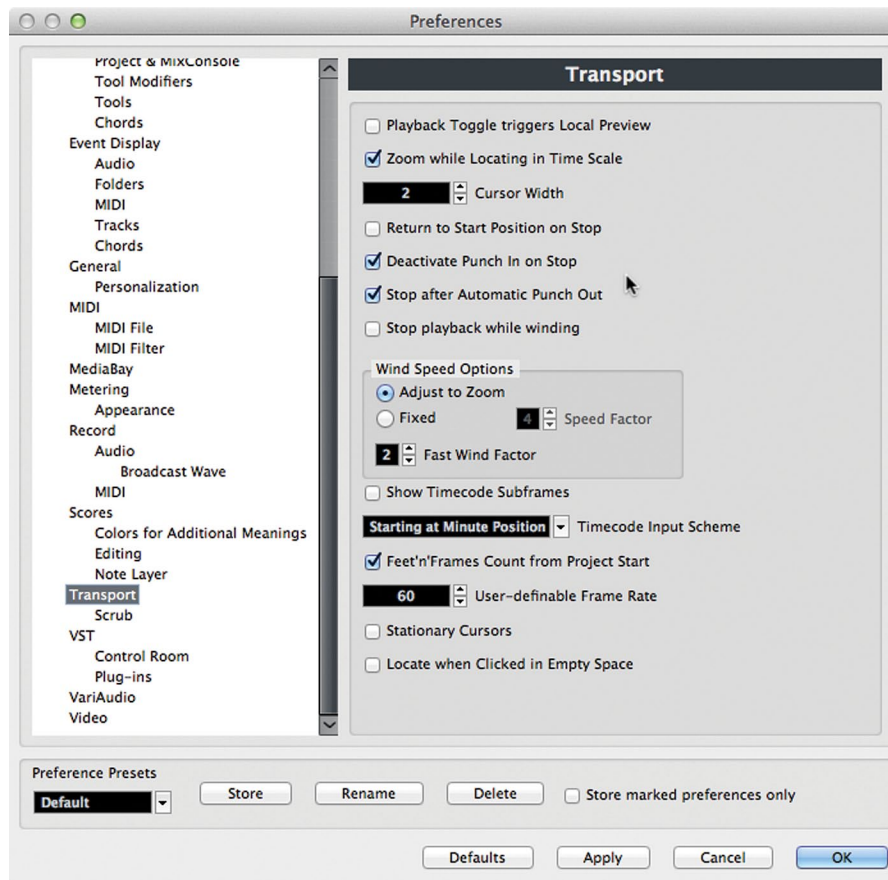 Preferences
Project & MixConsole
Tool Modifiers
Tools
Chords
Event Display
Audio
Folders
MIDI
Tracks
Chords
General
Personalization
MIDI
MIDI File
MIDI Filter
MediaBay
Metering
Appearance
Record
Audio
Broadcast Wave
MIDI
Scores
Colors for Additional Meanings
Editing
Note Layer
Transport
Scrub
VST
Control Room
Plug-ins
VariAudio
Video
Transport
Playback Toggle triggers Local Preview
Zoom while Locating in Time Scale
2 Cursor Width
Return to Start Position on Stop
Deactivate Punch In on Stop
Stop after Automatic Punch Out
Stop playback while winding
Wind Speed Options
Adjust to Zoom
Fixed 4 Speed Factor
2 Fast Wind Factor
Show Timecode Subframes
Starting at Minute Position Timecode Input Scheme
Feet'n'Frames Count from Project Start
60 User-definable Frame Rate
Stationary Cursors
Locate when Clicked in Empty Space
Preference Presets
Default Store Rename Delete Store marked preferences only
Defaults Apply Cancel OK